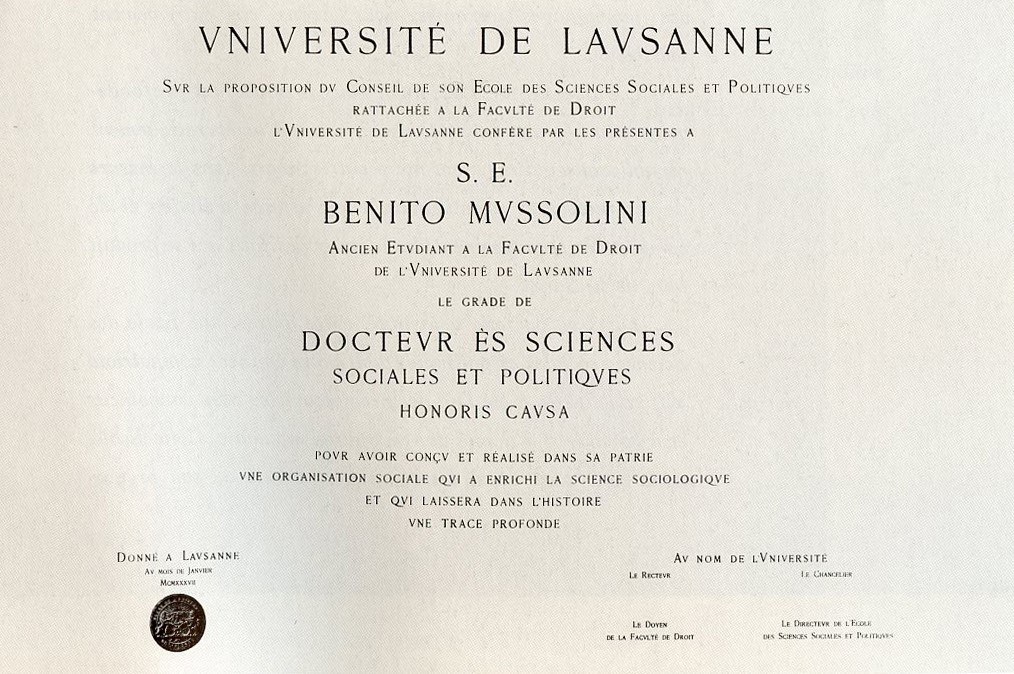 VNIVERSITÉ DE LAVSANNE
SVR LA PROPOSITION DV CONSEIL DE SON ECOLE DES SCIENCES SOCIALES ET POLITIQVES
RATTACHÉE A LA FACVLTÉ DE DROIT
L'VNIVERSITÉ DE LAVSANNE CONFÈRE PAR LES PRÉSENTES A
S. E.
BENITO MVSSOLINI
ANCIEN ETVDIANT A LA FACVLTÉ DE DROIT
DE L'VNIVERSITÉ DE LAVSANNE
LE GRADE DE
DOCTEVR ÈS SCIENCES
SOCIALES ET POLITIQVES
HONORIS CAVSA
POVR AVOIR CONÇV ET RÉALISÉ DANS SA PATRIE
VNE ORGANISATION SOCIALE QVI A ENRICHI LA SCIENCE SOCIOLOGIQVE
ET QVI LAISSERA DANS L'HISTOIRE
VNE TRACE PROFONDE
DONNÉ A LAVSANNE
AV MOIS DE JANVIER
MCMXXXVII
AV NOM DE L'VNIVERSITÉ
LE RECTEVR LE CHANCELIER
LE DOYEN
DE LA FACVLTÉ DE DROIT
LE DIRECTEVR DE L'ECOLE
DES SCIENCES SOCIALES ET POLITIQVES